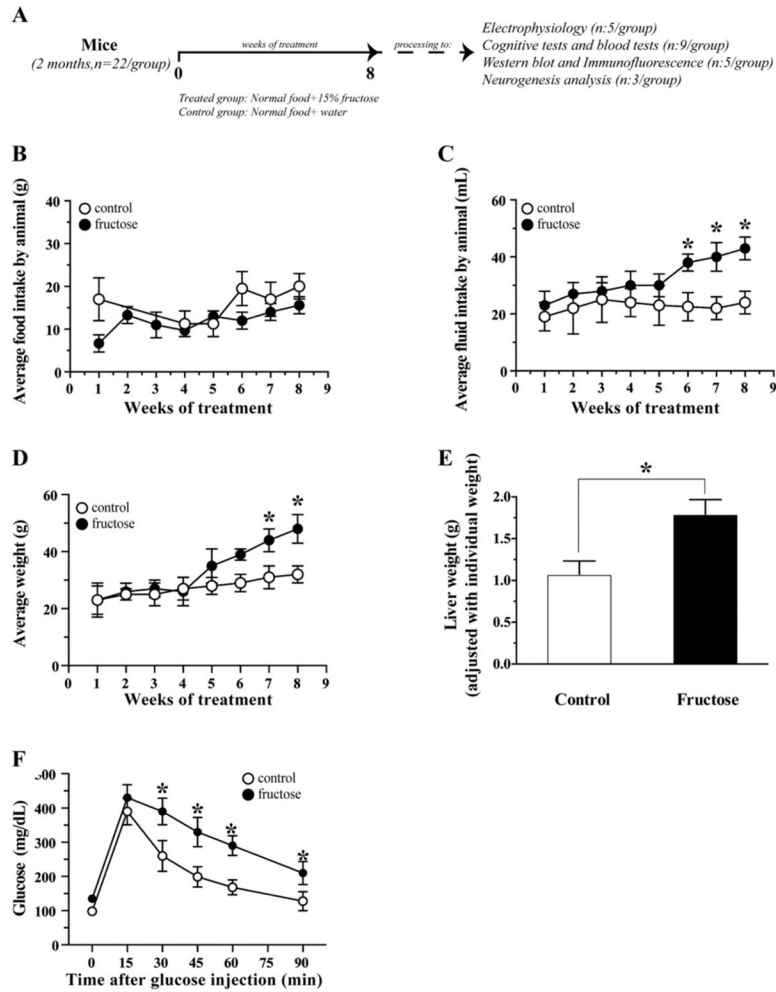 A
Mice
(2 months,n=22/group)
weeks of treatment
0
8
processing to:
Electrophysiology (n:5/group)
Cognitive tests and blood tests (n:9/group)
Western blot and Immunofluorescence (n:5/group)
Neurogenesis analysis (n:3/group)
Treated group: Normal food+15% fructose
Control group: Normal food+ water
B
Average food intake by animal (g)
40
30
20
10
0
control
fructose
0 1 2 3 4 5 6 7 8 9
Weeks of treatment
C
Average fluid intake by animal (mL)
60
40
20
0
control
fructose
* * *
0 1 2 3 4 5 6 7 8 9
Weeks of treatment
D
Average weight (g)
60
40
20
0
control
fructose
* *
0 1 2 3 4 5 6 7 8 9
Weeks of treatment
E
Liver weight (g)
(adjusted with individual weight)
2.0
1.5
1.0
0.5
0.0
*
Control Fructose
F
Glucose (mg/dL)
400
300
200
100
0
control
fructose
* * * *
0 15 30 45 60 75 90
Time after glucose injection (min)